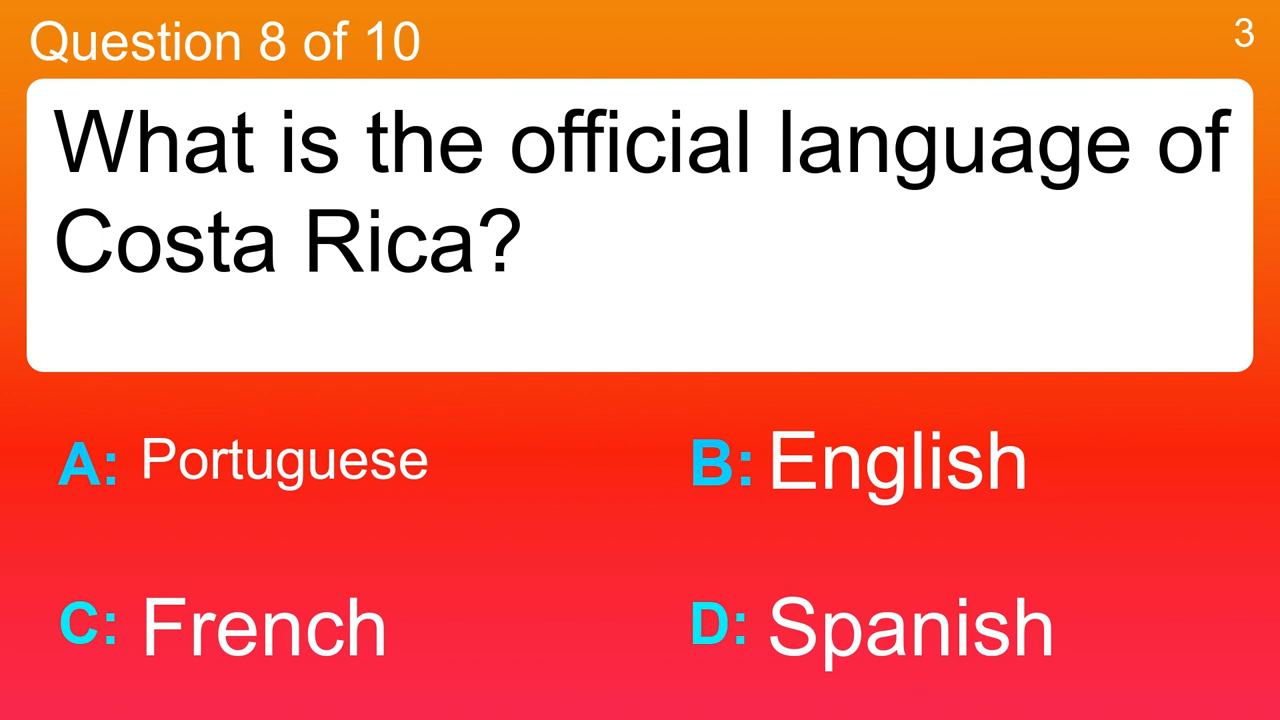 Question 8 of 10
3
What is the official language of
Costa Rica?
A: Portuguese
B: English
C: French
D: Spanish